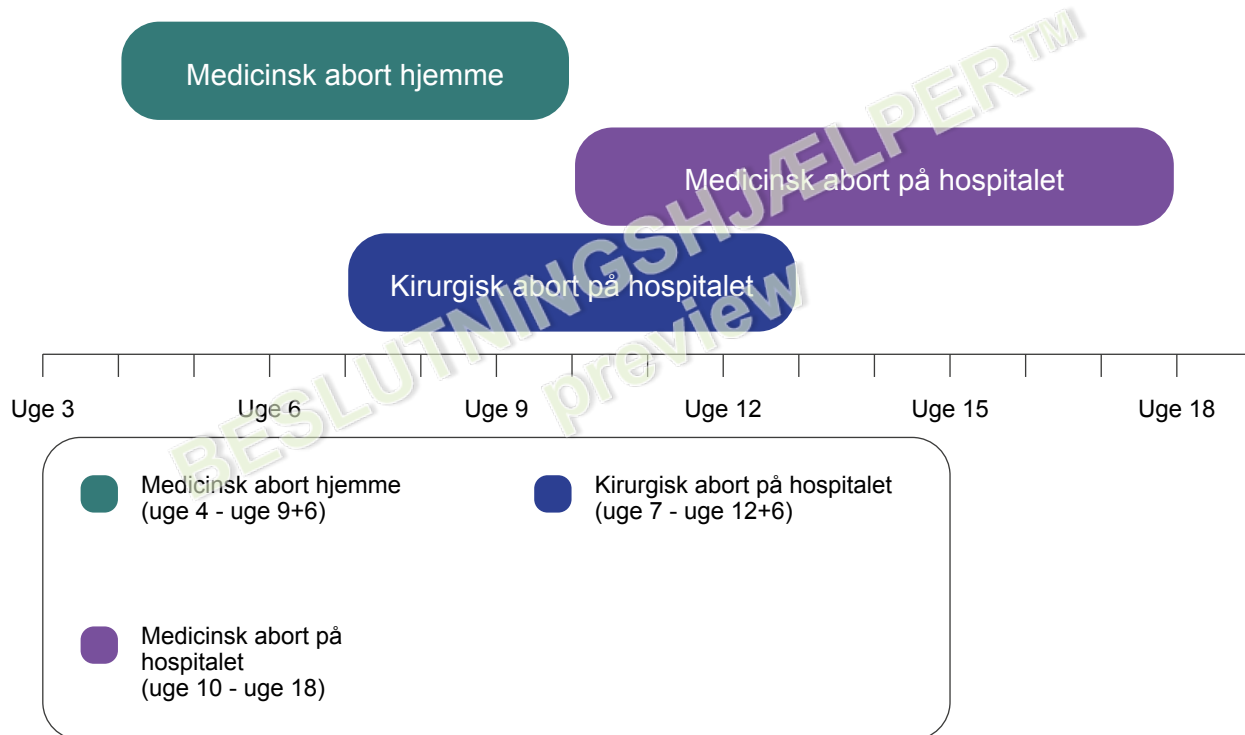 Medicinsk abort hjemme
Medicinsk abort på hospitalet
Kirurgisk abort på hospitalet
BESLUTNINGSHJÆLPER™
preview
Uge 3
Uge 6
Uge 9
Uge 12
Uge 15
Uge 18
Medicinsk abort hjemme
(uge 4 - uge 9+6)
Kirurgisk abort på hospitalet
(uge 7 - uge 12+6)
Medicinsk abort på
hospitalet
(uge 10 - uge 18)